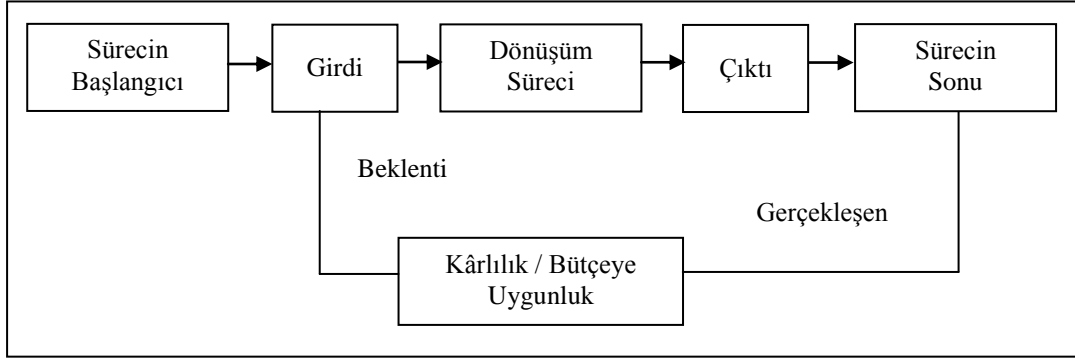 Sürecin
Başlangıcı
Girdi
Dönüşüm
Süreci
Çıktı
Sürecin
Sonu
Beklenti
Gerçekleşen
Kârlılık / Bütçeye
Uygunluk